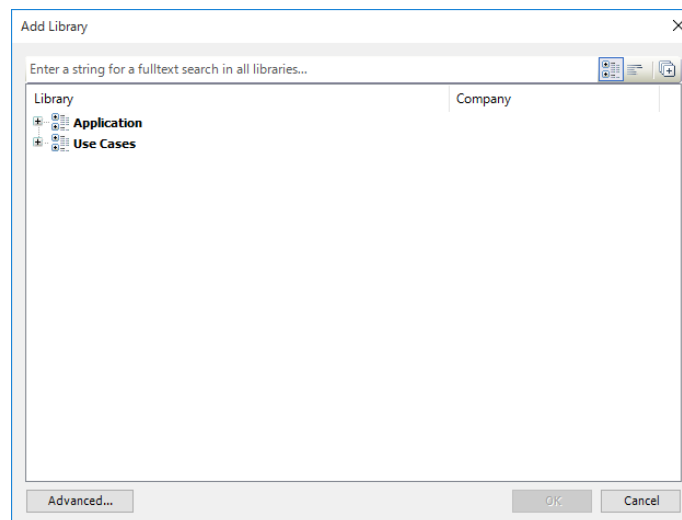 Add Library
Enter a string for a fulltext search in all libraries...
Library Company
Application
Use Cases
Advanced... OK Cancel